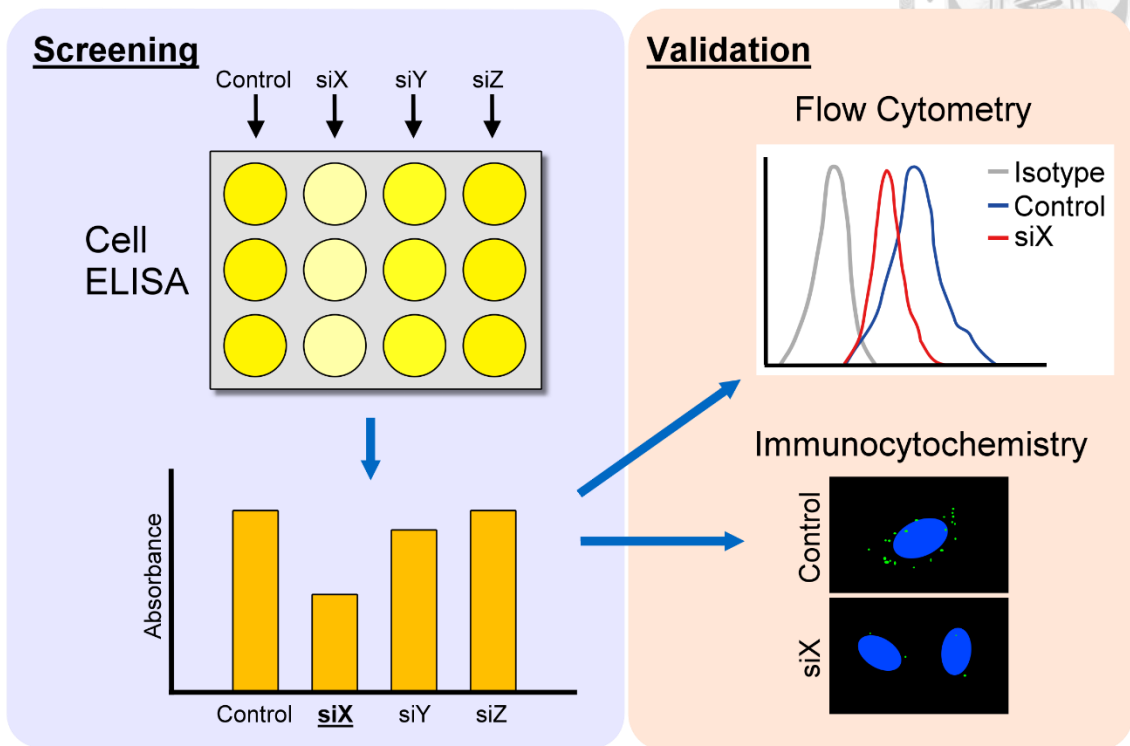 Screening
Control siX siY siZ
Cell
ELISA
Absorbance
Control siX siY siZ
Validation
Flow Cytometry
Isotype
Control
siX
Immunocytochemistry
Control
siX